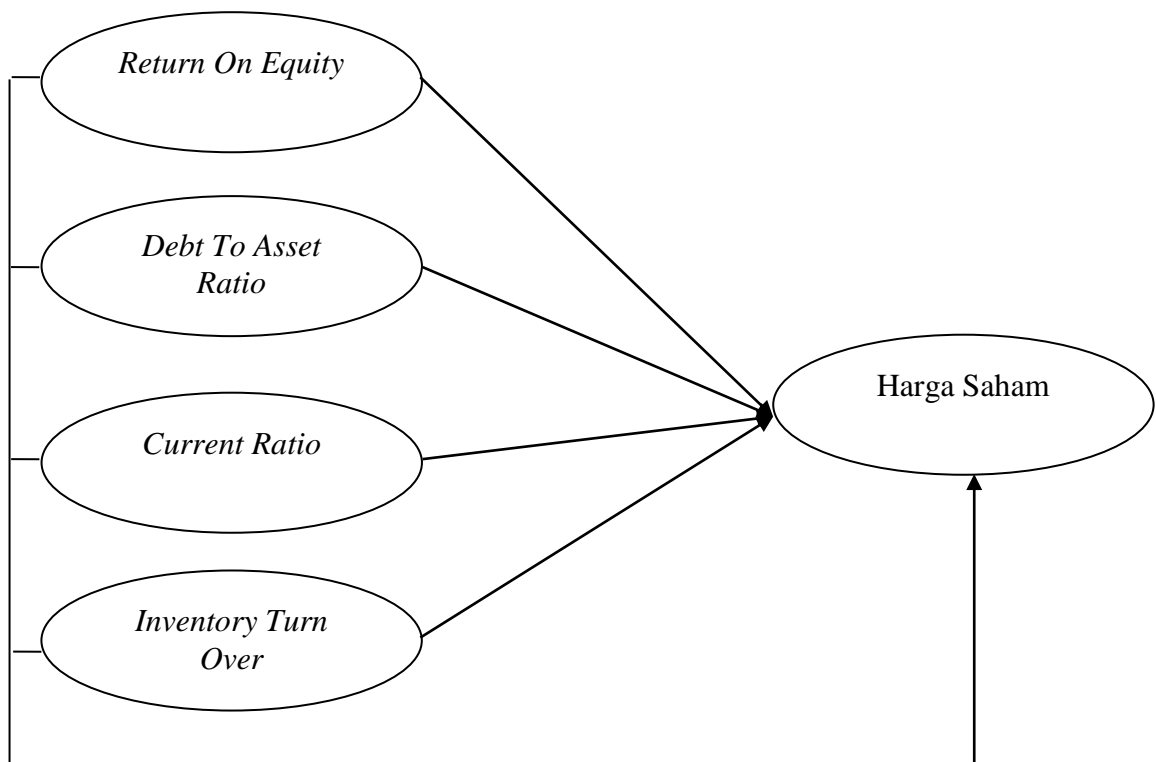 Return On Equity
Debt To Asset
Ratio
Harga Saham
Current Ratio
Inventory Turn
Over